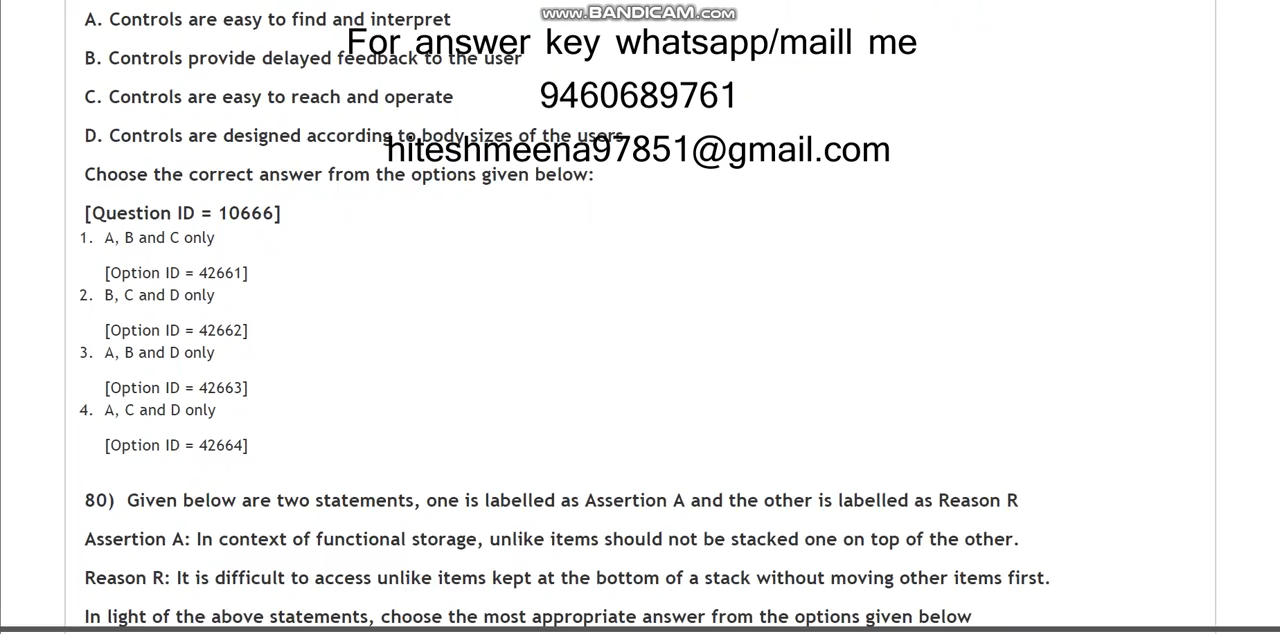 www.BANDICAM.com
A. Controls are easy to find and interpret
For answer key whatsapp/maill me
B. Controls provide delayed feedback to the user
9460689761
C. Controls are easy to reach and operate
D. Controls are designed according to body sizes of the users
hiteshmeena97851@gmail.com
Choose the correct answer from the options given below:
[Question ID = 10666]
1. A, B and C only
[Option ID = 42661]
2. B, C and D only
[Option ID = 42662]
3. A, B and D only
[Option ID = 42663]
4. A, C and D only
[Option ID = 42664]
80) Given below are two statements, one is labelled as Assertion A and the other is labelled as Reason R
Assertion A: In context of functional storage, unlike items should not be stacked one on top of the other.
Reason R: It is difficult to access unlike items kept at the bottom of a stack without moving other items first.
In light of the above statements, choose the most appropriate answer from the options given below